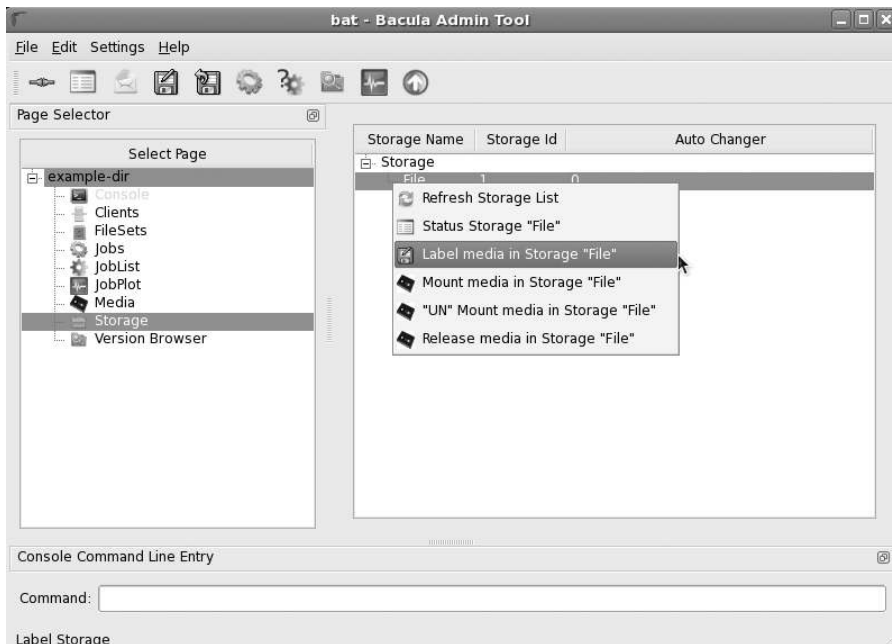 bat - Bacula Admin Tool
File Edit Settings Help
Page Selector
Select Page
example-dir
Console
Clients
FileSets
Jobs
JobList
JobPlot
Media
Storage
Version Browser
Storage Name Storage Id Auto Changer
Storage
File 1 0
Refresh Storage List
Status Storage "File"
Label media in Storage "File"
Mount media in Storage "File"
"UN" Mount media in Storage "File"
Release media in Storage "File"
Console Command Line Entry
Command:
Label Storage